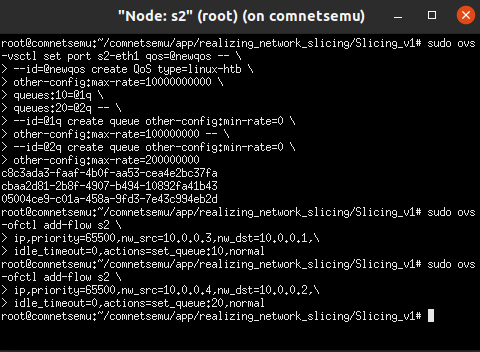 "Node: s2" (root) (on comnetsemu)
root@comnetsemu:~/comnetsemu/app/realizing_network_slicing/Slicing_v1# sudo ovs
-vsctl set port s2-eth1 qos=@newqos -- \
> --id=@newqos create QoS type=linux-htb \
> other-config:max-rate=10000000000 \
> queues:10=@1q \
> queues:20=@2q -- \
> --id=@1q create queue other-config:min-rate=0 \
> other-config:max-rate=100000000 -- \
> --id=@2q create queue other-config:min-rate=0 \
> other-config:max-rate=200000000
c8c3ada3-faaf-4b0f-aa53-cea4e2bc37fa
cbaa2d81-2b8f-4907-b494-10892fa41b43
05004ce9-c01a-458a-9fd3-7e43c994eb2d
root@comnetsemu:~/comnetsemu/app/realizing_network_slicing/Slicing_v1# sudo ovs
-ofctl add-flow s2 \
> ip,priority=65500,nw_src=10.0.0.3,nw_dst=10.0.0.1,\
> idle_timeout=0,actions=set_queue:10,normal
root@comnetsemu:~/comnetsemu/app/realizing_network_slicing/Slicing_v1# sudo ovs
-ofctl add-flow s2 \
> ip,priority=65500,nw_src=10.0.0.4,nw_dst=10.0.0.2,\
> idle_timeout=0,actions=set_queue:20,normal
root@comnetsemu:~/comnetsemu/app/realizing_network_slicing/Slicing_v1#